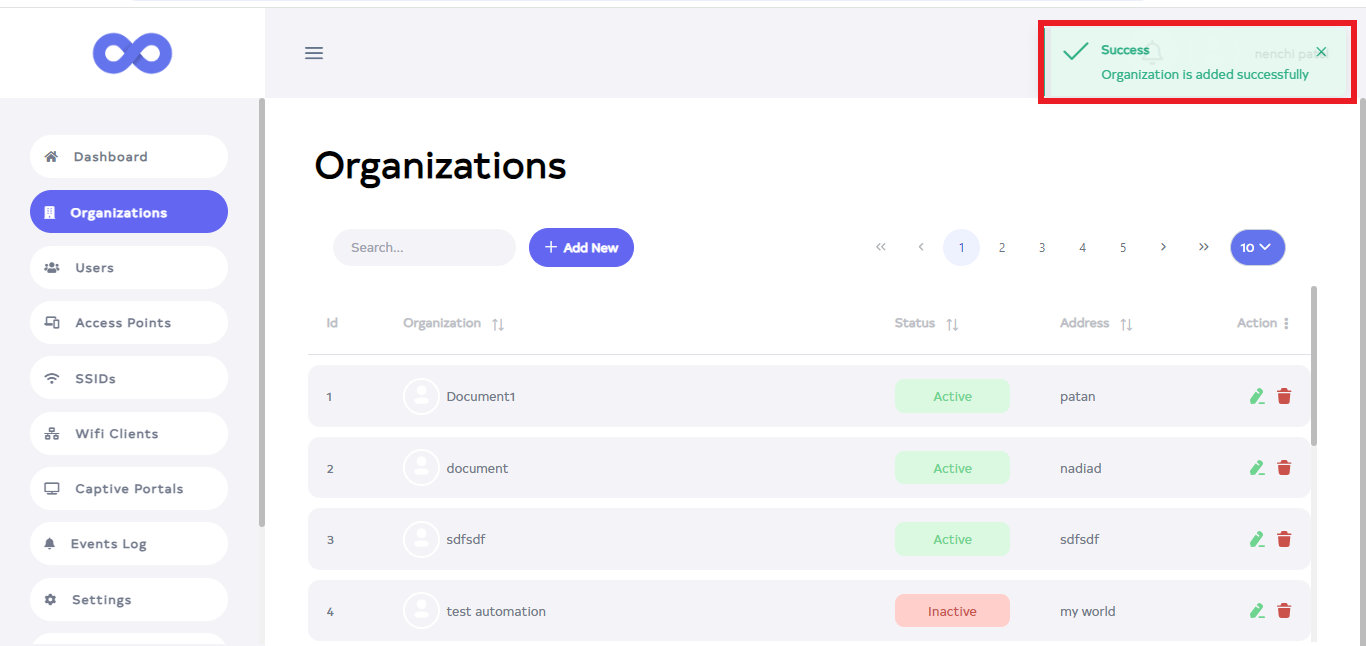 Success
nenchi patel
Organization is added successfully
Dashboard
Organizations
Users
Access Points
SSIDs
Wifi Clients
Captive Portals
Events Log
Settings
Organizations
Search...
Add New
« ‹ 1 2 3 4 5 › » 10
Id Organization Status Address Action
1 Document1 Active patan
2 document Active nadiad
3 sdfsdf Active sdfsdf
4 test automation Inactive my world